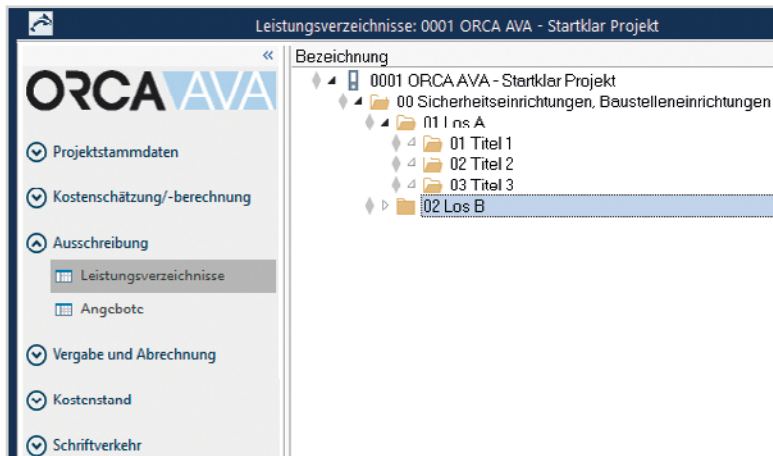 Leistungsverzeichnisse: 0001 ORCA AVA - Startklar Projekt
«
ORCA AVA
Projektstammdaten
Kostenschätzung/-berechnung
Ausschreibung
Leistungsverzeichnisse
Angebote
Vergabe und Abrechnung
Kostenstand
Schriftverkehr
Bezeichnung
0001 ORCA AVA - Startklar Projekt
00 Sicherheitseinrichtungen, Baustelleneinrichtungen
01 Los A
01 Titel 1
02 Titel 2
03 Titel 3
02 Los B